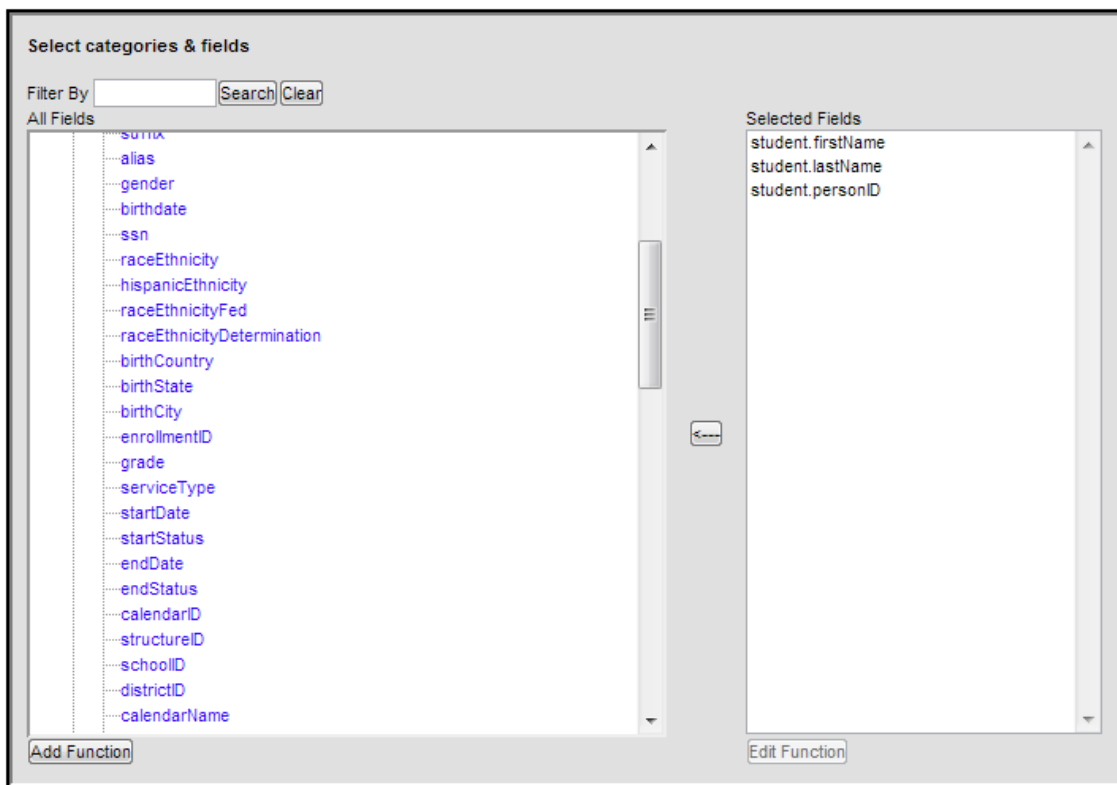 Select categories & fields
Filter By
Search
Clear
All Fields
suffix
alias
gender
birthdate
ssn
raceEthnicity
hispanicEthnicity
raceEthnicityFed
raceEthnicityDetermination
birthCountry
birthState
birthCity
enrollmentID
grade
serviceType
startDate
startStatus
endDate
endStatus
calendarID
structureID
schoolID
districtID
calendarName
Add Function
<---
Selected Fields
student.firstName
student.lastName
student.personID
Edit Function